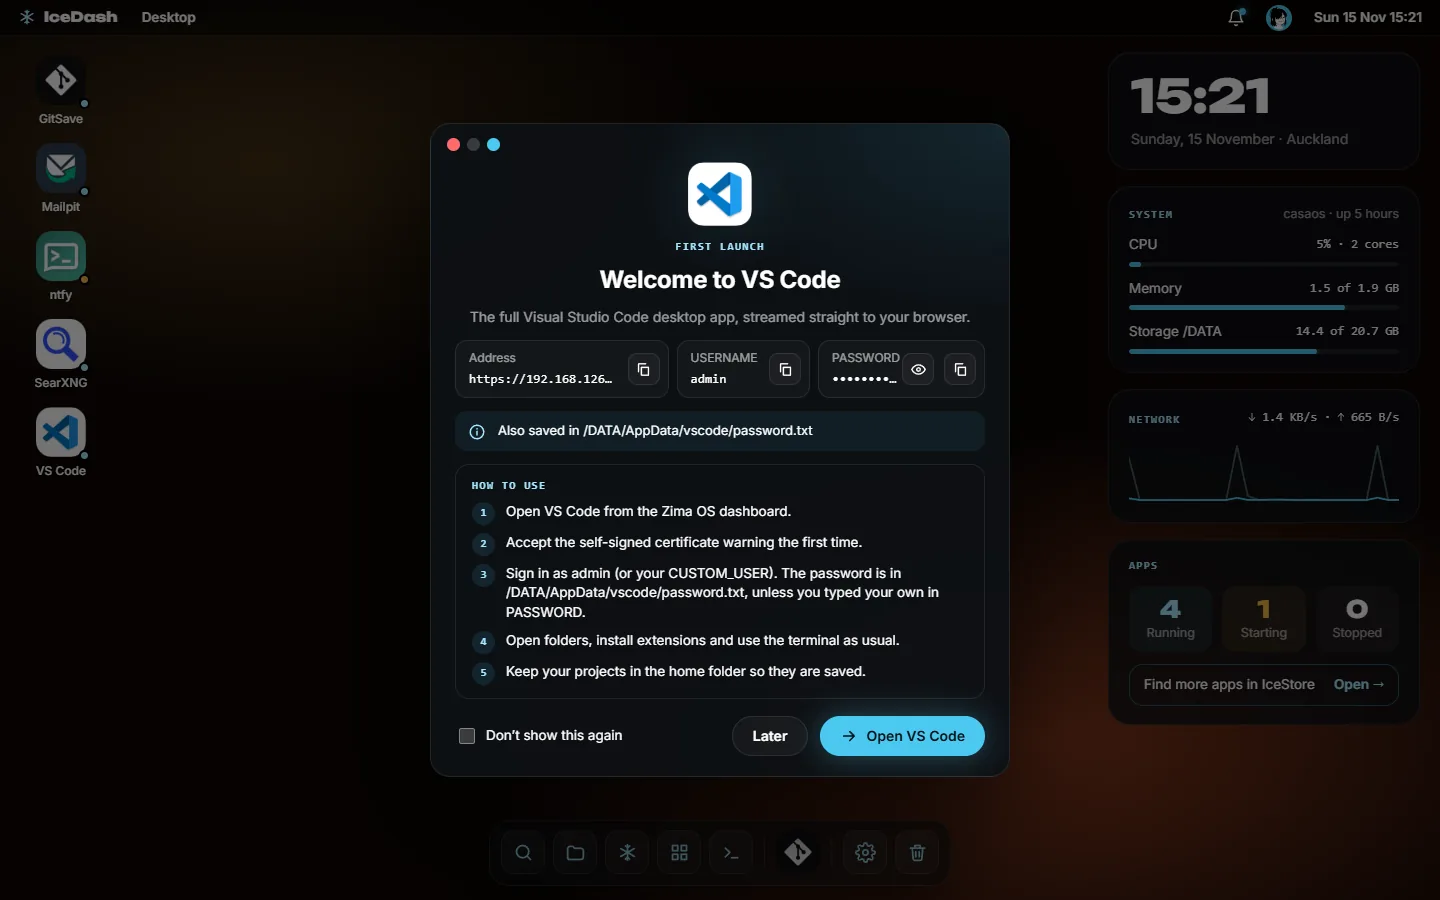 IceDash
Desktop
Sun 15 Nov 15:21
GitSave
Mailpit
ntfy
SearXNG
VS Code
FIRST LAUNCH
Welcome to VS Code
The full Visual Studio Code desktop app, streamed straight to your browser.
Address
https://192.168.126…
USERNAME
admin
PASSWORD
••••••••…
Also saved in /DATA/AppData/vscode/password.txt
HOW TO USE
1 Open VS Code from the Zima OS dashboard.
2 Accept the self-signed certificate warning the first time.
3 Sign in as admin (or your CUSTOM_USER). The password is in
/DATA/AppData/vscode/password.txt, unless you typed your own in
PASSWORD.
4 Open folders, install extensions and use the terminal as usual.
5 Keep your projects in the home folder so they are saved.
Don't show this again
Later
→ Open VS Code
15:21
Sunday, 15 November · Auckland
SYSTEM
casaos · up 5 hours
CPU
5% · 2 cores
Memory
1.5 of 1.9 GB
Storage /DATA
14.4 of 20.7 GB
NETWORK
↓ 1.4 KB/s · ↑ 665 B/s
APPS
4
Running
1
Starting
0
Stopped
Find more apps in IceStore
Open →